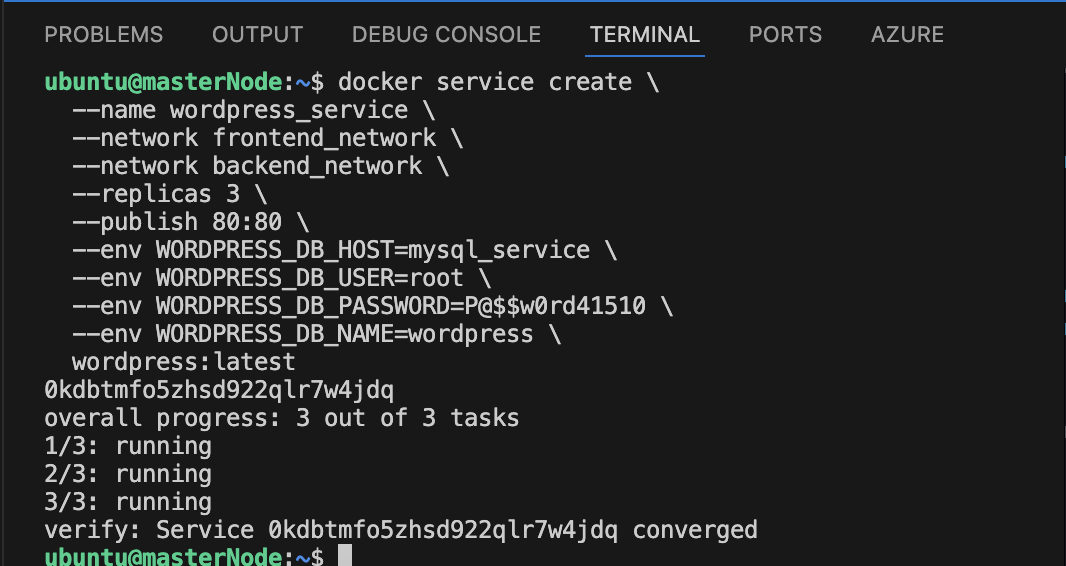 PROBLEMS OUTPUT DEBUG CONSOLE TERMINAL PORTS AZURE
ubuntu@masterNode:~$ docker service create \
--name wordpress_service \
--network frontend_network \
--network backend_network \
--replicas 3 \
--publish 80:80 \
--env WORDPRESS_DB_HOST=mysql_service \
--env WORDPRESS_DB_USER=root \
--env WORDPRESS_DB_PASSWORD=P@$$w0rd41510 \
--env WORDPRESS_DB_NAME=wordpress \
wordpress:latest
0kdbtmfo5zhsd922qlr7w4jdq
overall progress: 3 out of 3 tasks
1/3: running
2/3: running
3/3: running
verify: Service 0kdbtmfo5zhsd922qlr7w4jdq converged
ubuntu@masterNode:~$